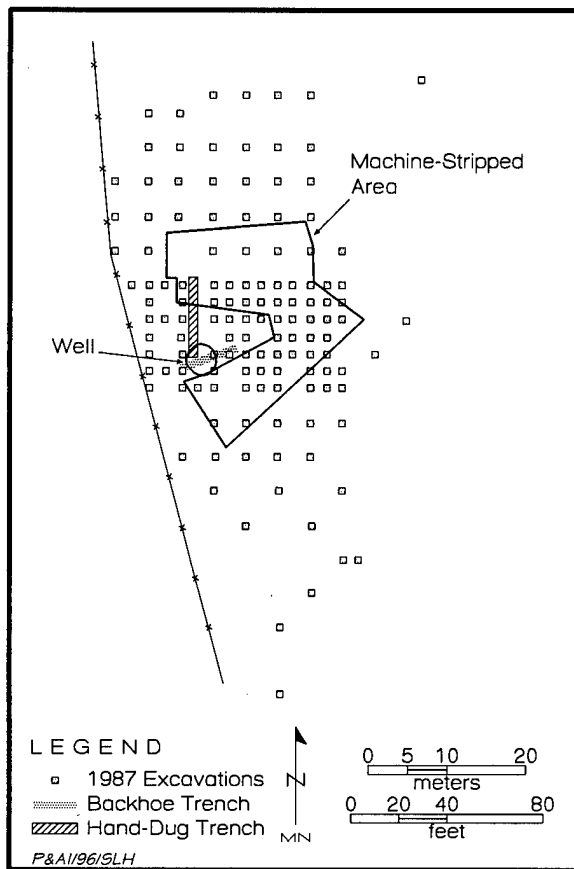 Machine-Stripped
Area
Well
LEGEND
1987 Excavations
Backhoe Trench
Hand-Dug Trench
N
MN
0 5 10 20
meters
0 20 40 80
feet
P&AI/96/SLH